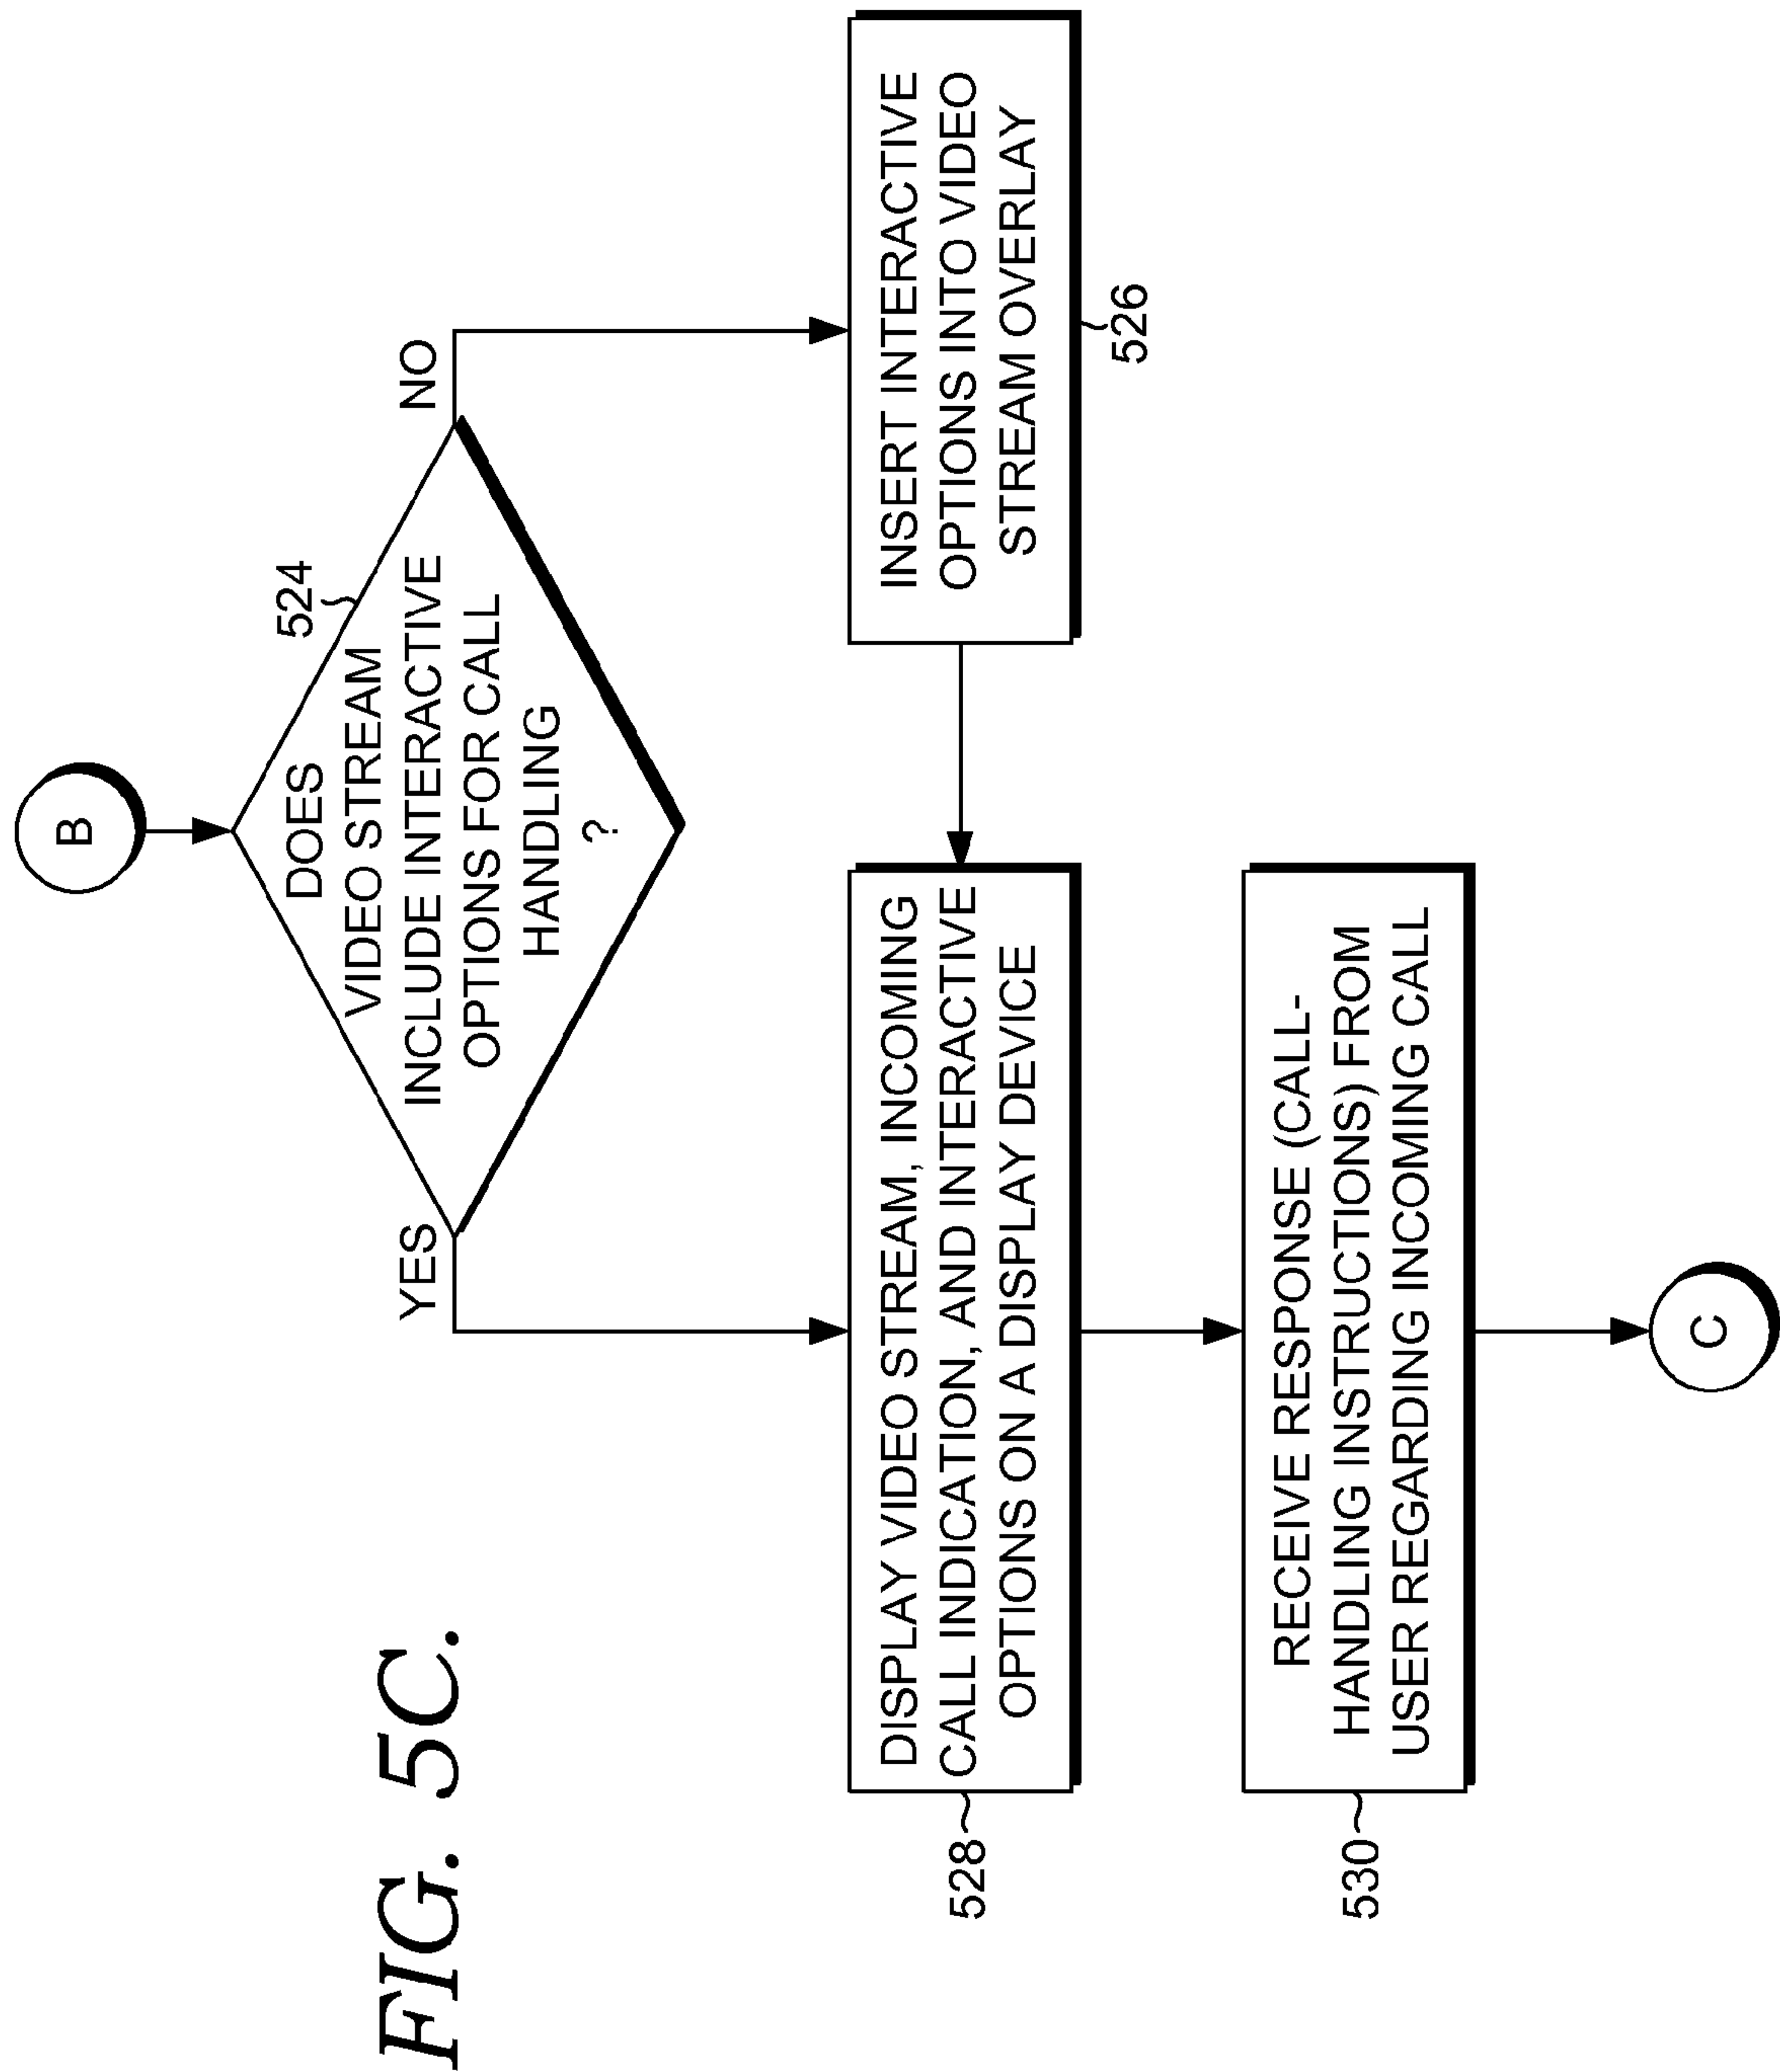 FIG. 5C.
B
524
DOES
VIDEO STREAM
INCLUDE INTERACTIVE
OPTIONS FOR CALL
HANDLING
?
YES
NO
INSERT INTERACTIVE
OPTIONS INTO VIDEO
STREAM OVERLAY
526
DISPLAY VIDEO STREAM, INCOMING
CALL INDICATION, AND INTERACTIVE
OPTIONS ON A DISPLAY DEVICE
528
RECEIVE RESPONSE (CALL-
HANDLING INSTRUCTIONS) FROM
USER REGARDING INCOMING CALL
530
C